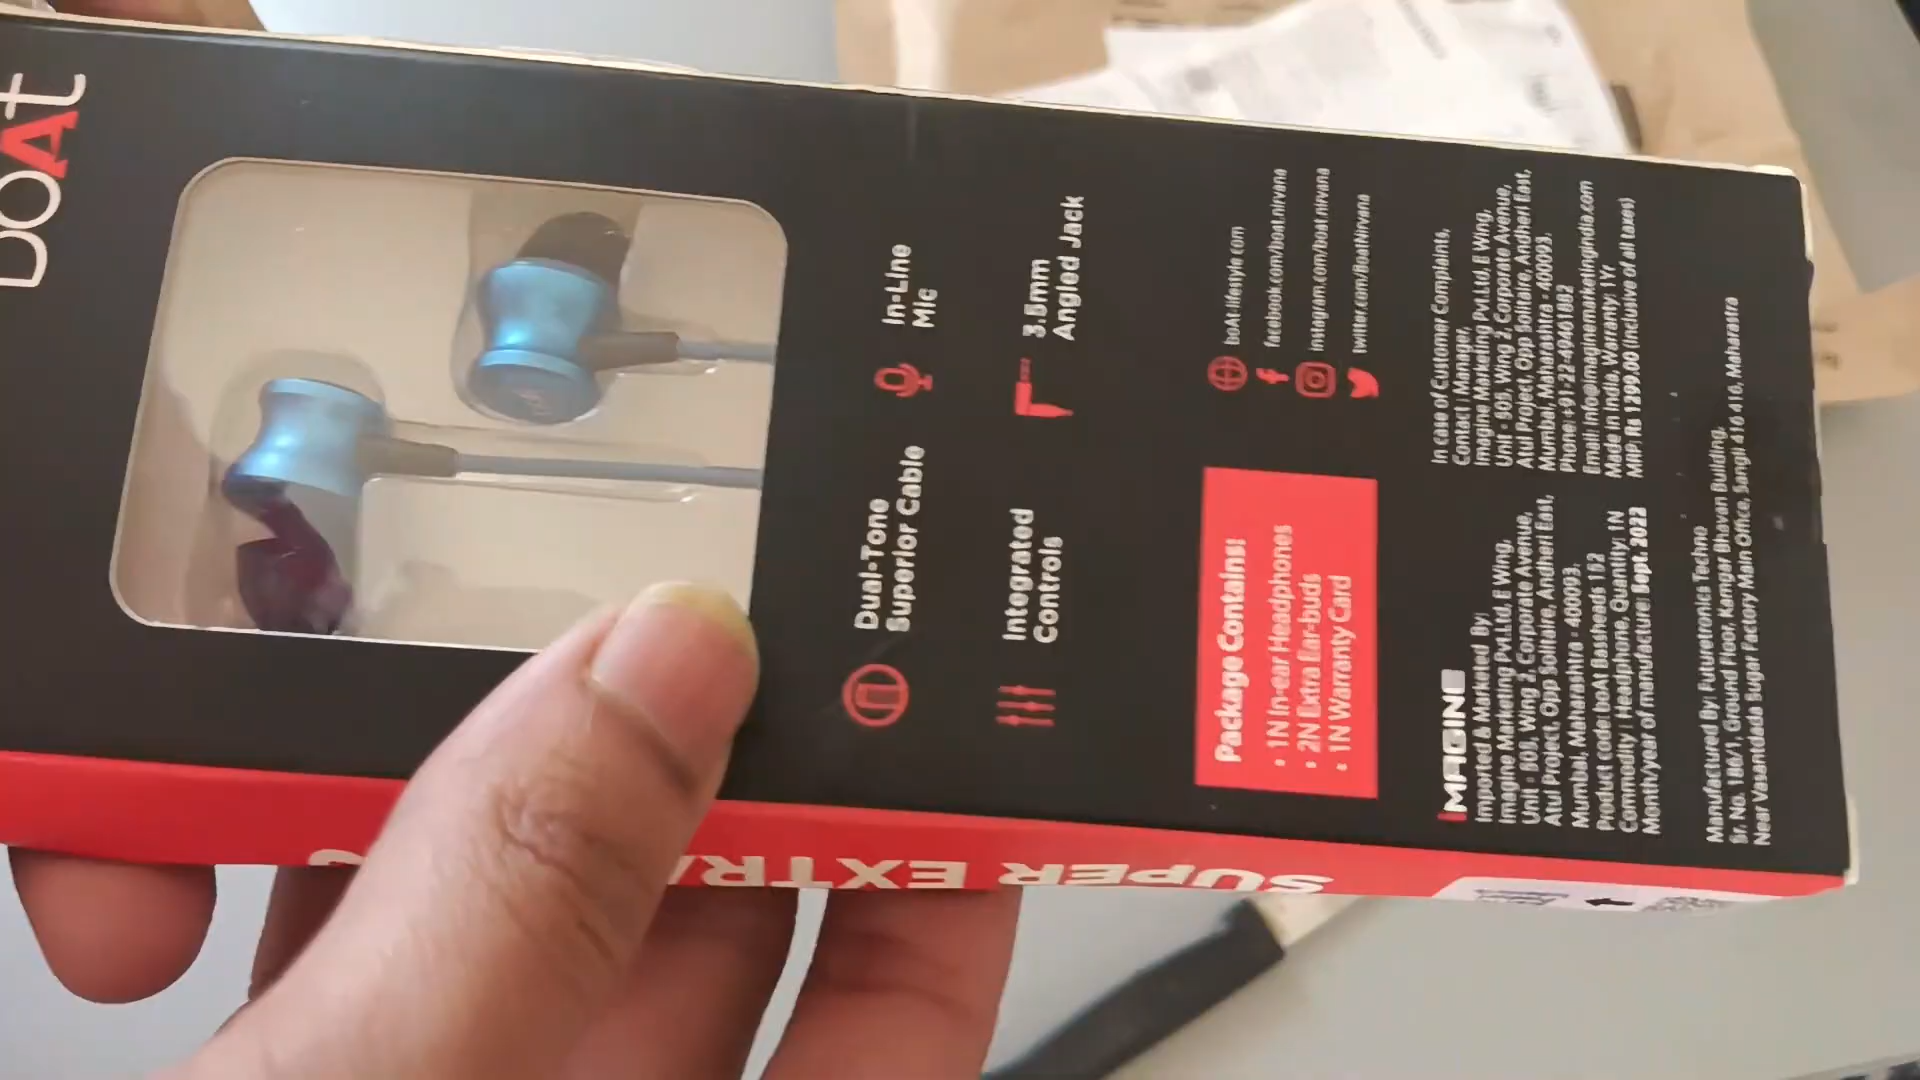 boAt
In-Line
Mic
3.5mm
Angled Jack
Dual-Tone
Superior Cable
Integrated
Controls
boAt-lifestyle.com
facebook.com/boat.nirvana
instagram.com/boat.nirvana
twitter.com/BoatNirvana
Package Contains:
• 1N In-ear Headphones
• 2N Extra Ear-buds
• 1N Warranty Card
In case of Customer Complaints,
Contact : Manager,
Imagine Marketing Pvt.Ltd, E Wing,
Unit - 505, Wing 2, Corporate Avenue,
Atul Project, Opp Solitaire, Andheri East,
Mumbai, Maharashtra - 400093.
Phone:+91-22-49461882
Email: info@imaginemarketingindia.com
Made in India, Warranty: 1Yr
MRP: Rs 1299.00 (Inclusive of all taxes)
iMAGINE
Imported & Marketed By:
Imagine Marketing Pvt.Ltd, E Wing,
Unit - 505, Wing 2, Corporate Avenue,
Atul Project, Opp Solitare, Andheri East,
Mumbai, Maharashtra - 400093.
Product code: boAt Bassheads 152
Commodity : Headphone, Quantity: 1N
Month/year of manufacture: Sept. 2022
Manufactured By Futuretronics Techno
Sr. No. 186/1, Ground Floor, Kamgar Bhavan Building,
Near Vasandada Sugar Factory Main Office, Sangli 416 416, Maharastra
SUPER EXTRA